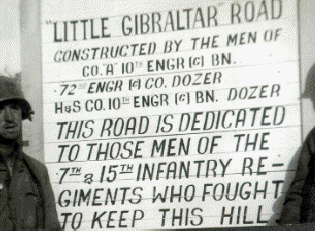 "LITTLE GIBRALTAR" ROAD
CONSTRUCTED BY THE MEN OF
CO. "A" 10TH ENGR (C) BN.
72ND ENGR (C) CO. DOZER
H&S CO. 10TH ENGR (C) BN. DOZER
THIS ROAD IS DEDICATED
TO THOSE MEN OF THE
7TH & 15TH INFANTRY RE-
GIMENTS WHO FOUGHT
TO KEEP THIS HILL